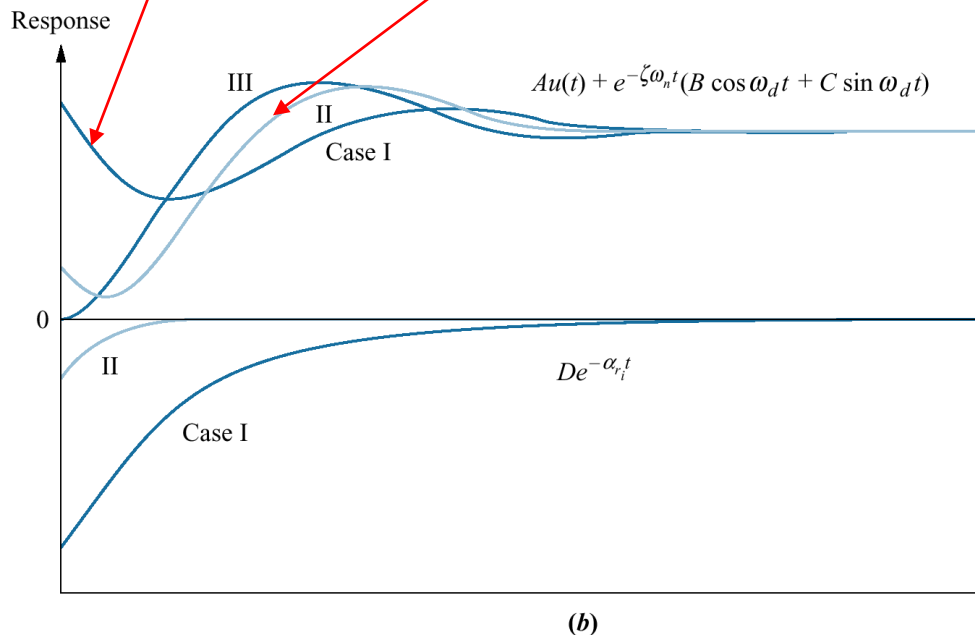 Response
III
Au(t) + e^{-ζω_n t}(B cos ω_d t + C sin ω_d t)
II
Case I
0
II
De^{-α_{r_i} t}
Case I
(b)